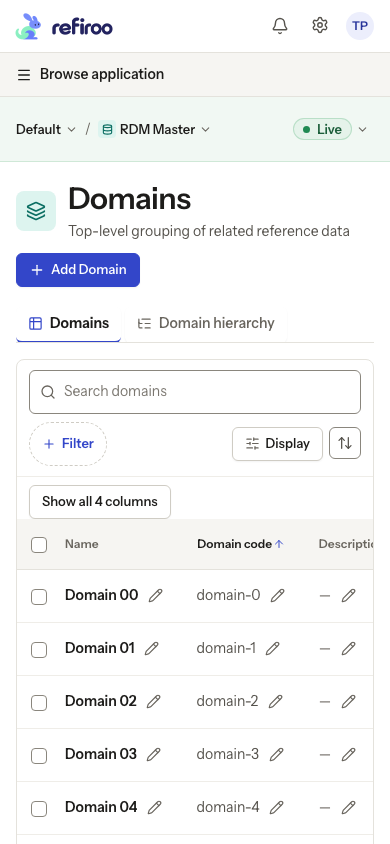 refiroo
TP
Browse application
Default / RDM Master Live
Domains
Top-level grouping of related reference data
Add Domain
Domains Domain hierarchy
Search domains
Filter Display
Show all 4 columns
Name Domain code Descriptio
Domain 00 domain-0 —
Domain 01 domain-1 —
Domain 02 domain-2 —
Domain 03 domain-3 —
Domain 04 domain-4 —